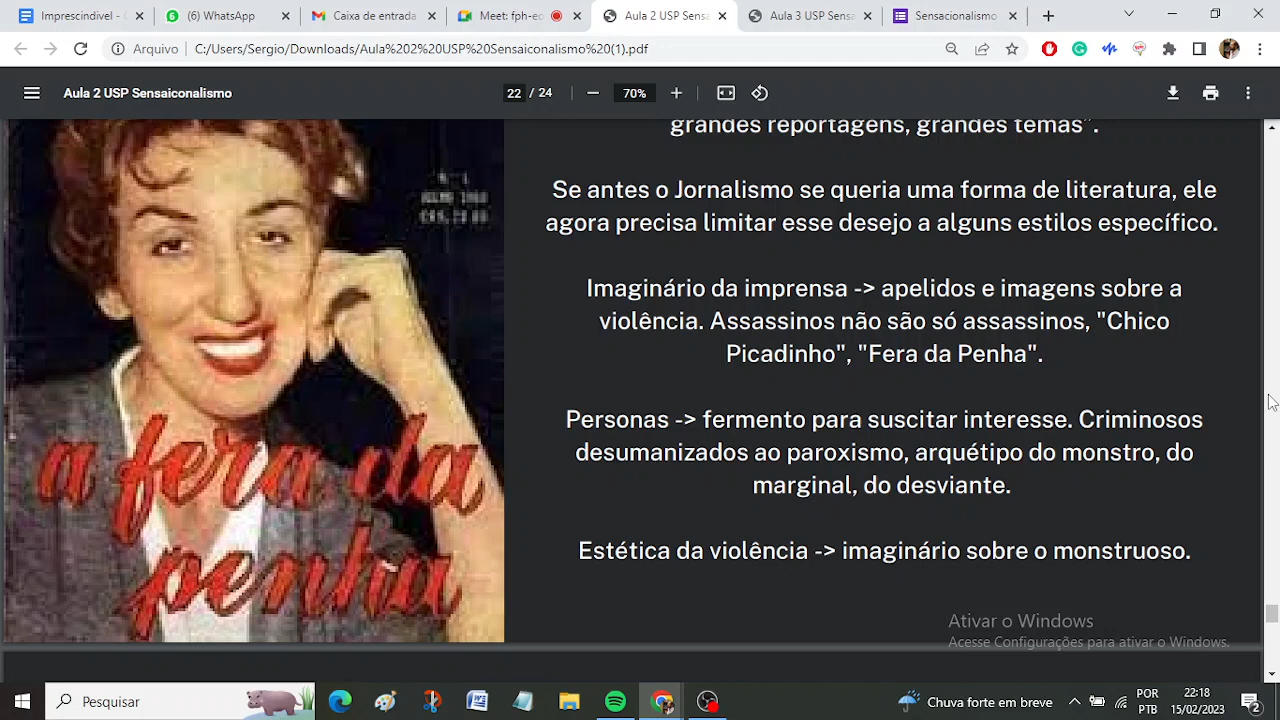 Imprescindível - G
(6) WhatsApp
Caixa de entrada
Meet: fph-eo
Aula 2 USP Sensa
Aula 3 USP Sensa
Sensacionalismo
Arquivo
C:/Users/Sergio/Downloads/Aula%202%20USP%20Sensaiconalismo%20(1).pdf
Aula 2 USP Sensaiconalismo
22 / 24
70%
grandes reportagens, grandes temas”.
Se antes o Jornalismo se queria uma forma de literatura, ele
agora precisa limitar esse desejo a alguns estilos específico.
Imaginário da imprensa -> apelidos e imagens sobre a
violência. Assassinos não são só assassinos, "Chico
Picadinho", "Fera da Penha".
Personas -> fermento para suscitar interesse. Criminosos
desumanizados ao paroxismo, arquétipo do monstro, do
marginal, do desviante.
Estética da violência -> imaginário sobre o monstruoso.
a fera da
penha
Ativar o Windows
Acesse Configurações para ativar o Windows.
Pesquisar
Chuva forte em breve
POR
PTB
22:18
15/02/2023
2